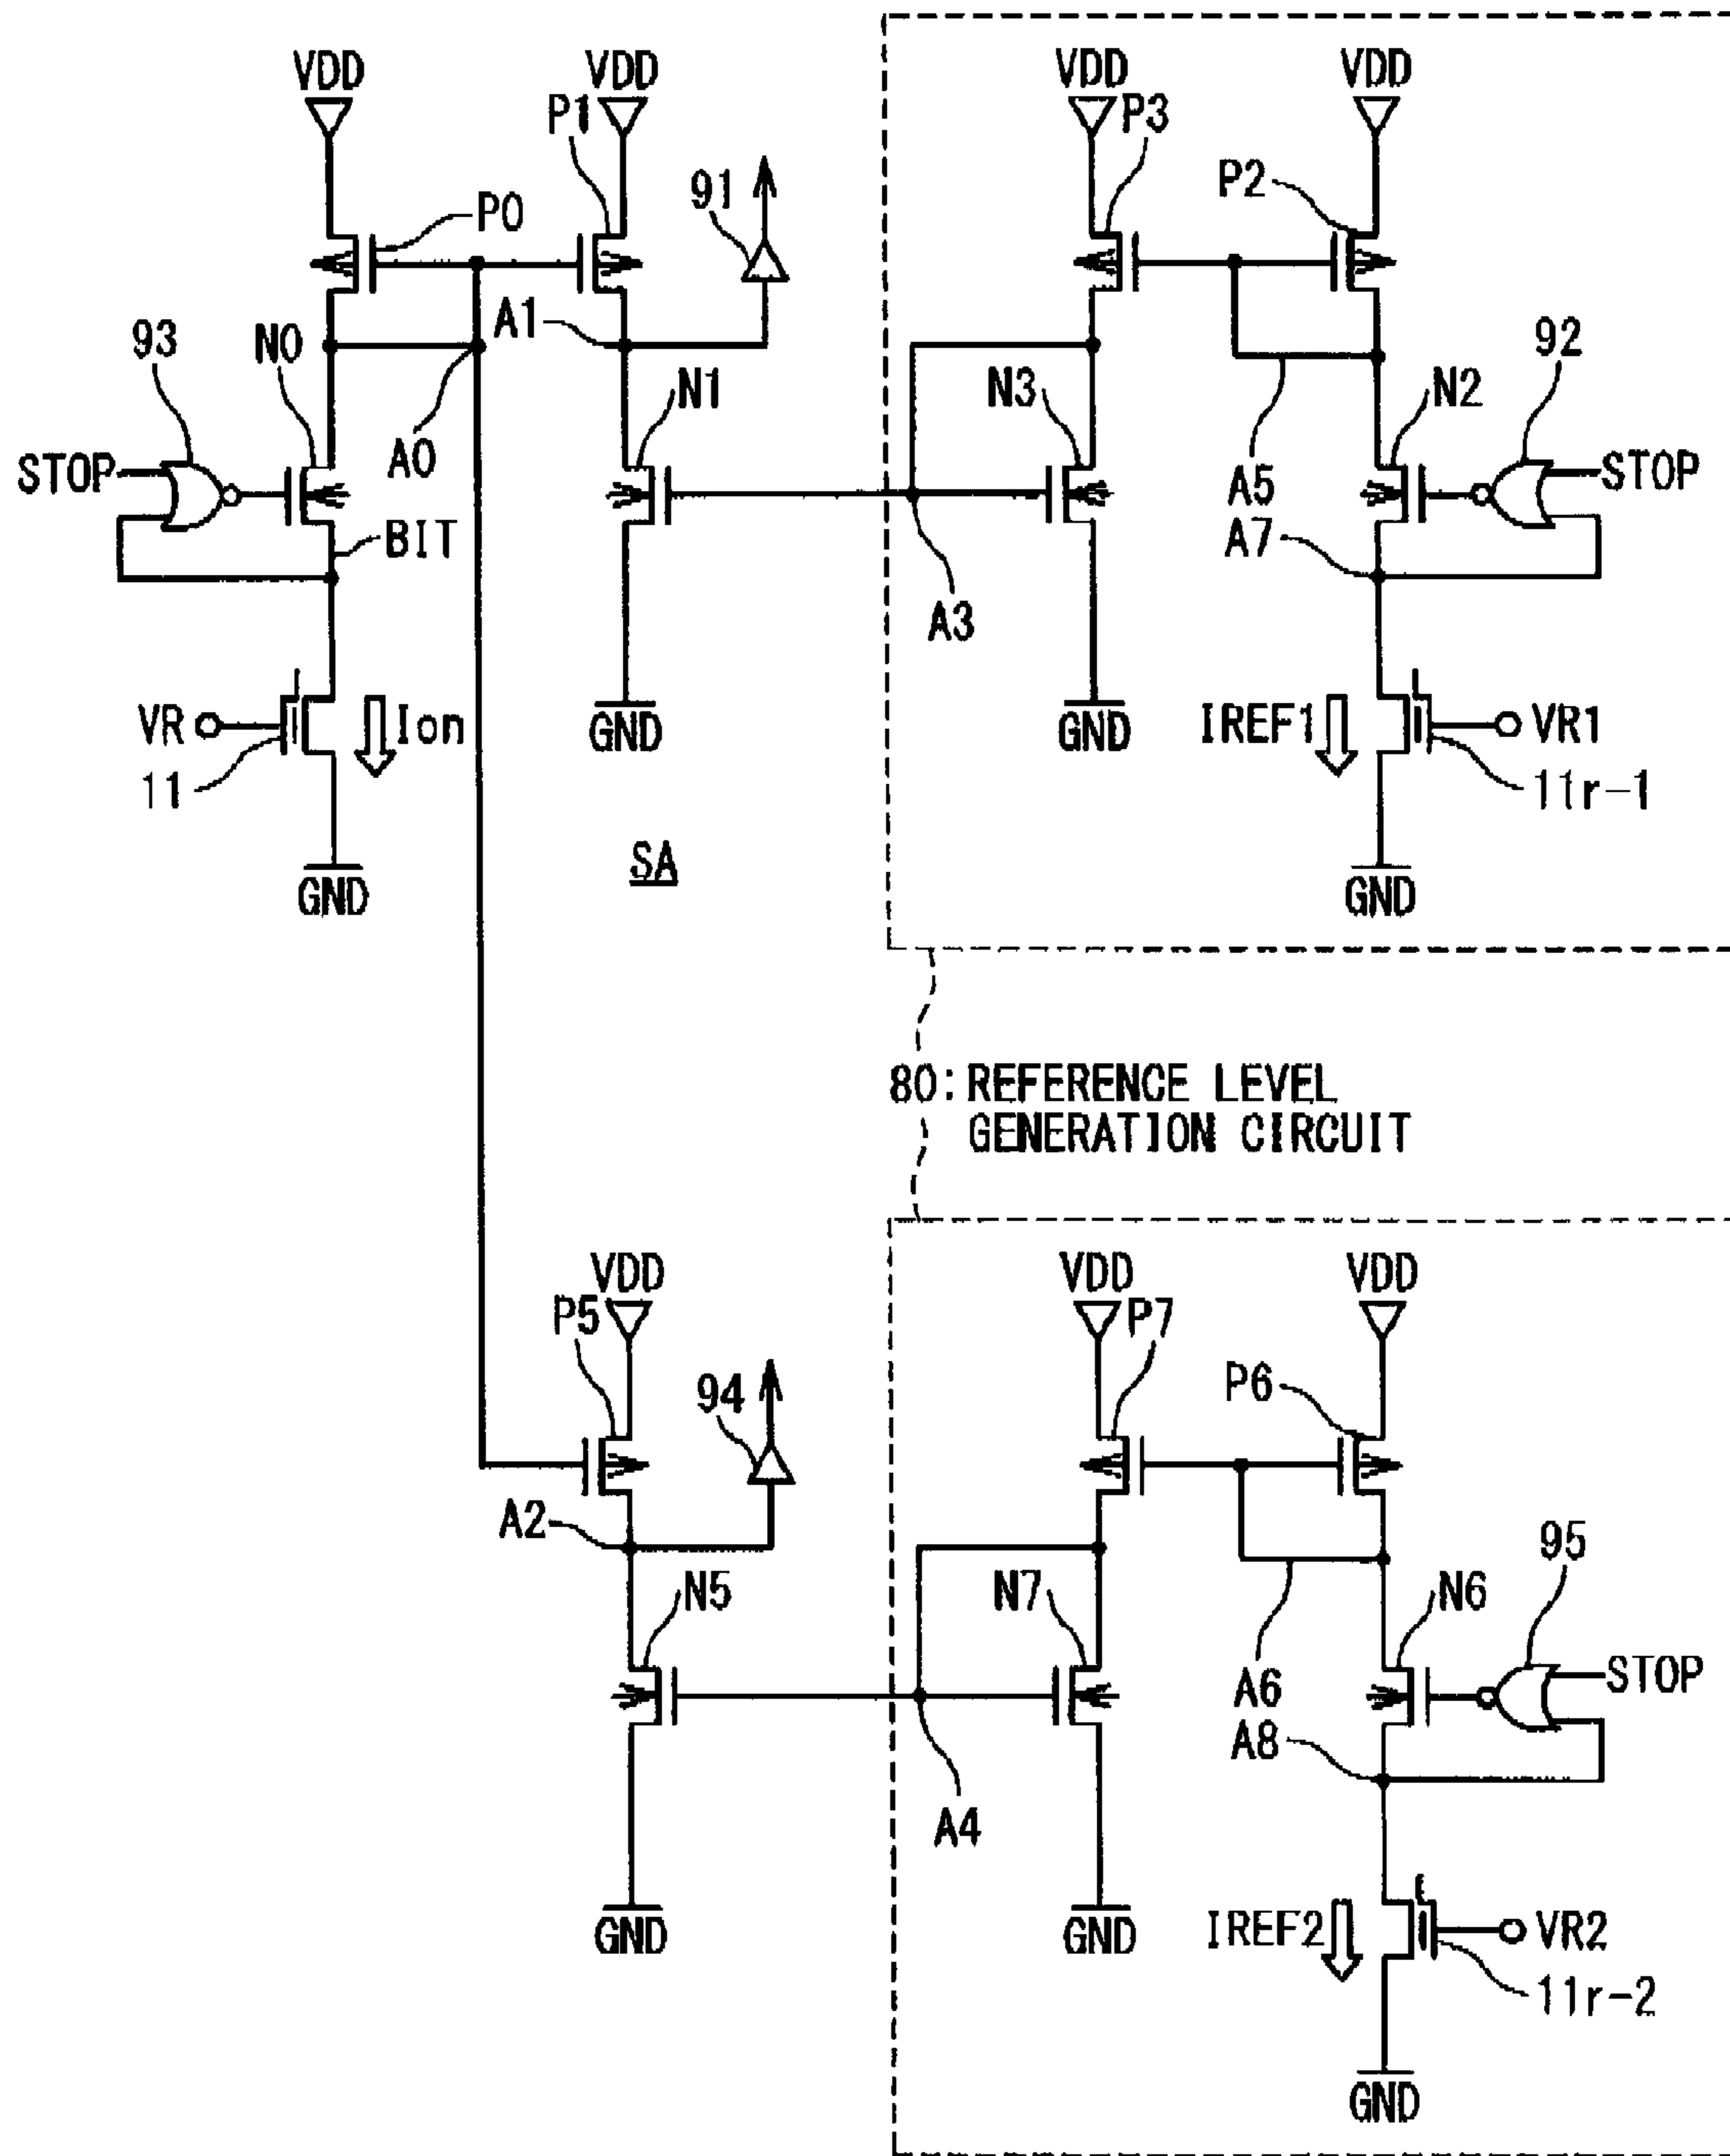 VDD
VDD
VDD
VDD
P1
P3
91
P2
P0
A1
93
N0
N1
N3
N2
92
STOP
A0
A5
STOP
BIT
A7
A3
VR
Ion
GND
GND
IREF1
VR1
11
11r-1
SA
GND
GND
80: REFERENCE LEVEL
GENERATION CIRCUIT
VDD
VDD
VDD
P5
P7
94
P6
A2
95
N5
N7
N6
A6
STOP
A8
A4
GND
GND
IREF2
VR2
11r-2
GND